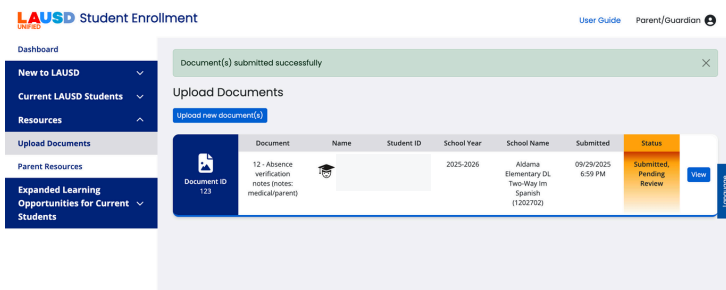 LAUSD Student Enrollment
UNIFIED
User Guide
Parent/Guardian
Dashboard
New to LAUSD
Current LAUSD Students
Resources
Upload Documents
Parent Resources
Expanded Learning
Opportunities for Current
Students
Document(s) submitted successfully
Upload Documents
Upload new document(s)
Document Name Student ID School Year School Name Submitted Status
Document ID
123
12 - Absence
verification
notes (notes:
medical/parent)
2025-2026
Aldama
Elementary DL
Two-Way Im
Spanish
(1202702)
09/29/2025
6:59 PM
Submitted,
Pending
Review
View